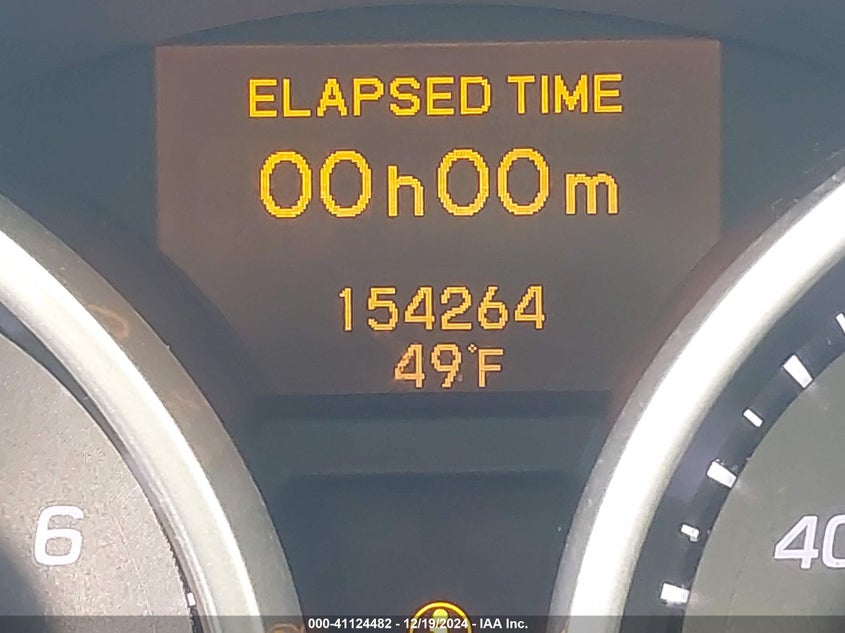 ELAPSED TIME
00h00m
154264
49°F
6
40
000-41124482 - 12/19/2024 - IAA Inc.